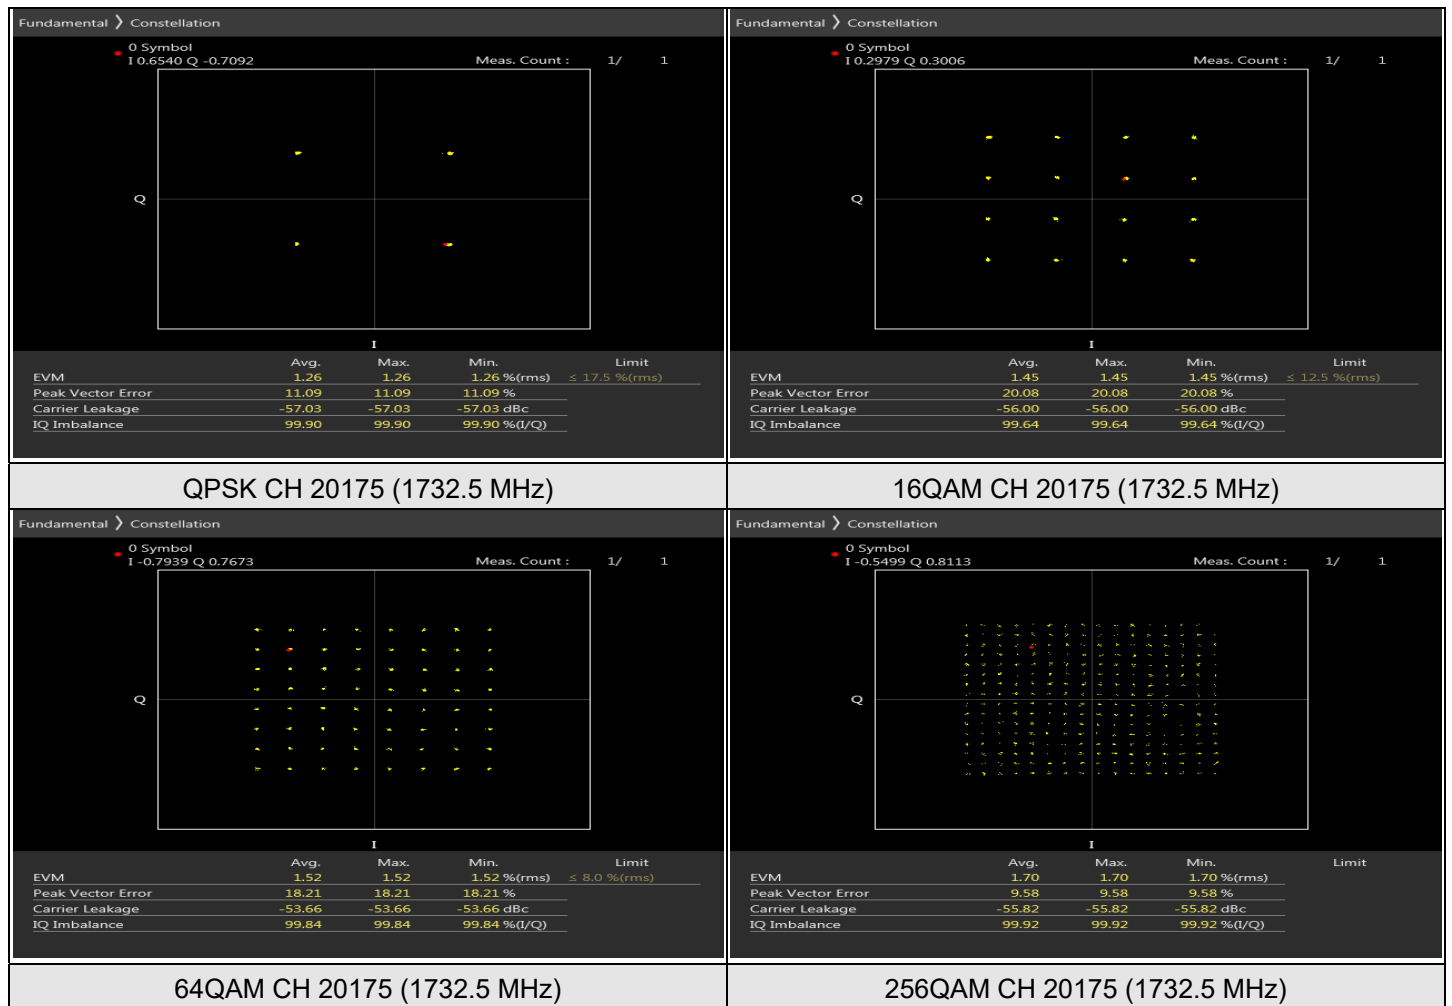 Fundamental ❯ Constellation
0 Symbol
I 0.6540 Q -0.7092 Meas. Count : 1/ 1
Q
I
Avg. Max. Min. Limit
EVM 1.26 1.26 1.26 %(rms) ≤ 17.5 %(rms)
Peak Vector Error 11.09 11.09 11.09 %
Carrier Leakage -57.03 -57.03 -57.03 dBc
IQ Imbalance 99.90 99.90 99.90 %(I/Q)
QPSK CH 20175 (1732.5 MHz)
Fundamental ❯ Constellation
0 Symbol
I 0.2979 Q 0.3006 Meas. Count : 1/ 1
Q
I
Avg. Max. Min. Limit
EVM 1.45 1.45 1.45 %(rms) ≤ 12.5 %(rms)
Peak Vector Error 20.08 20.08 20.08 %
Carrier Leakage -56.00 -56.00 -56.00 dBc
IQ Imbalance 99.64 99.64 99.64 %(I/Q)
16QAM CH 20175 (1732.5 MHz)
Fundamental ❯ Constellation
0 Symbol
I -0.7939 Q 0.7673 Meas. Count : 1/ 1
Q
I
Avg. Max. Min. Limit
EVM 1.52 1.52 1.52 %(rms) ≤ 8.0 %(rms)
Peak Vector Error 18.21 18.21 18.21 %
Carrier Leakage -53.66 -53.66 -53.66 dBc
IQ Imbalance 99.84 99.84 99.84 %(I/Q)
64QAM CH 20175 (1732.5 MHz)
Fundamental ❯ Constellation
0 Symbol
I -0.5499 Q 0.8113 Meas. Count : 1/ 1
Q
I
Avg. Max. Min. Limit
EVM 1.70 1.70 1.70 %(rms)
Peak Vector Error 9.58 9.58 9.58 %
Carrier Leakage -55.82 -55.82 -55.82 dBc
IQ Imbalance 99.92 99.92 99.92 %(I/Q)
256QAM CH 20175 (1732.5 MHz)